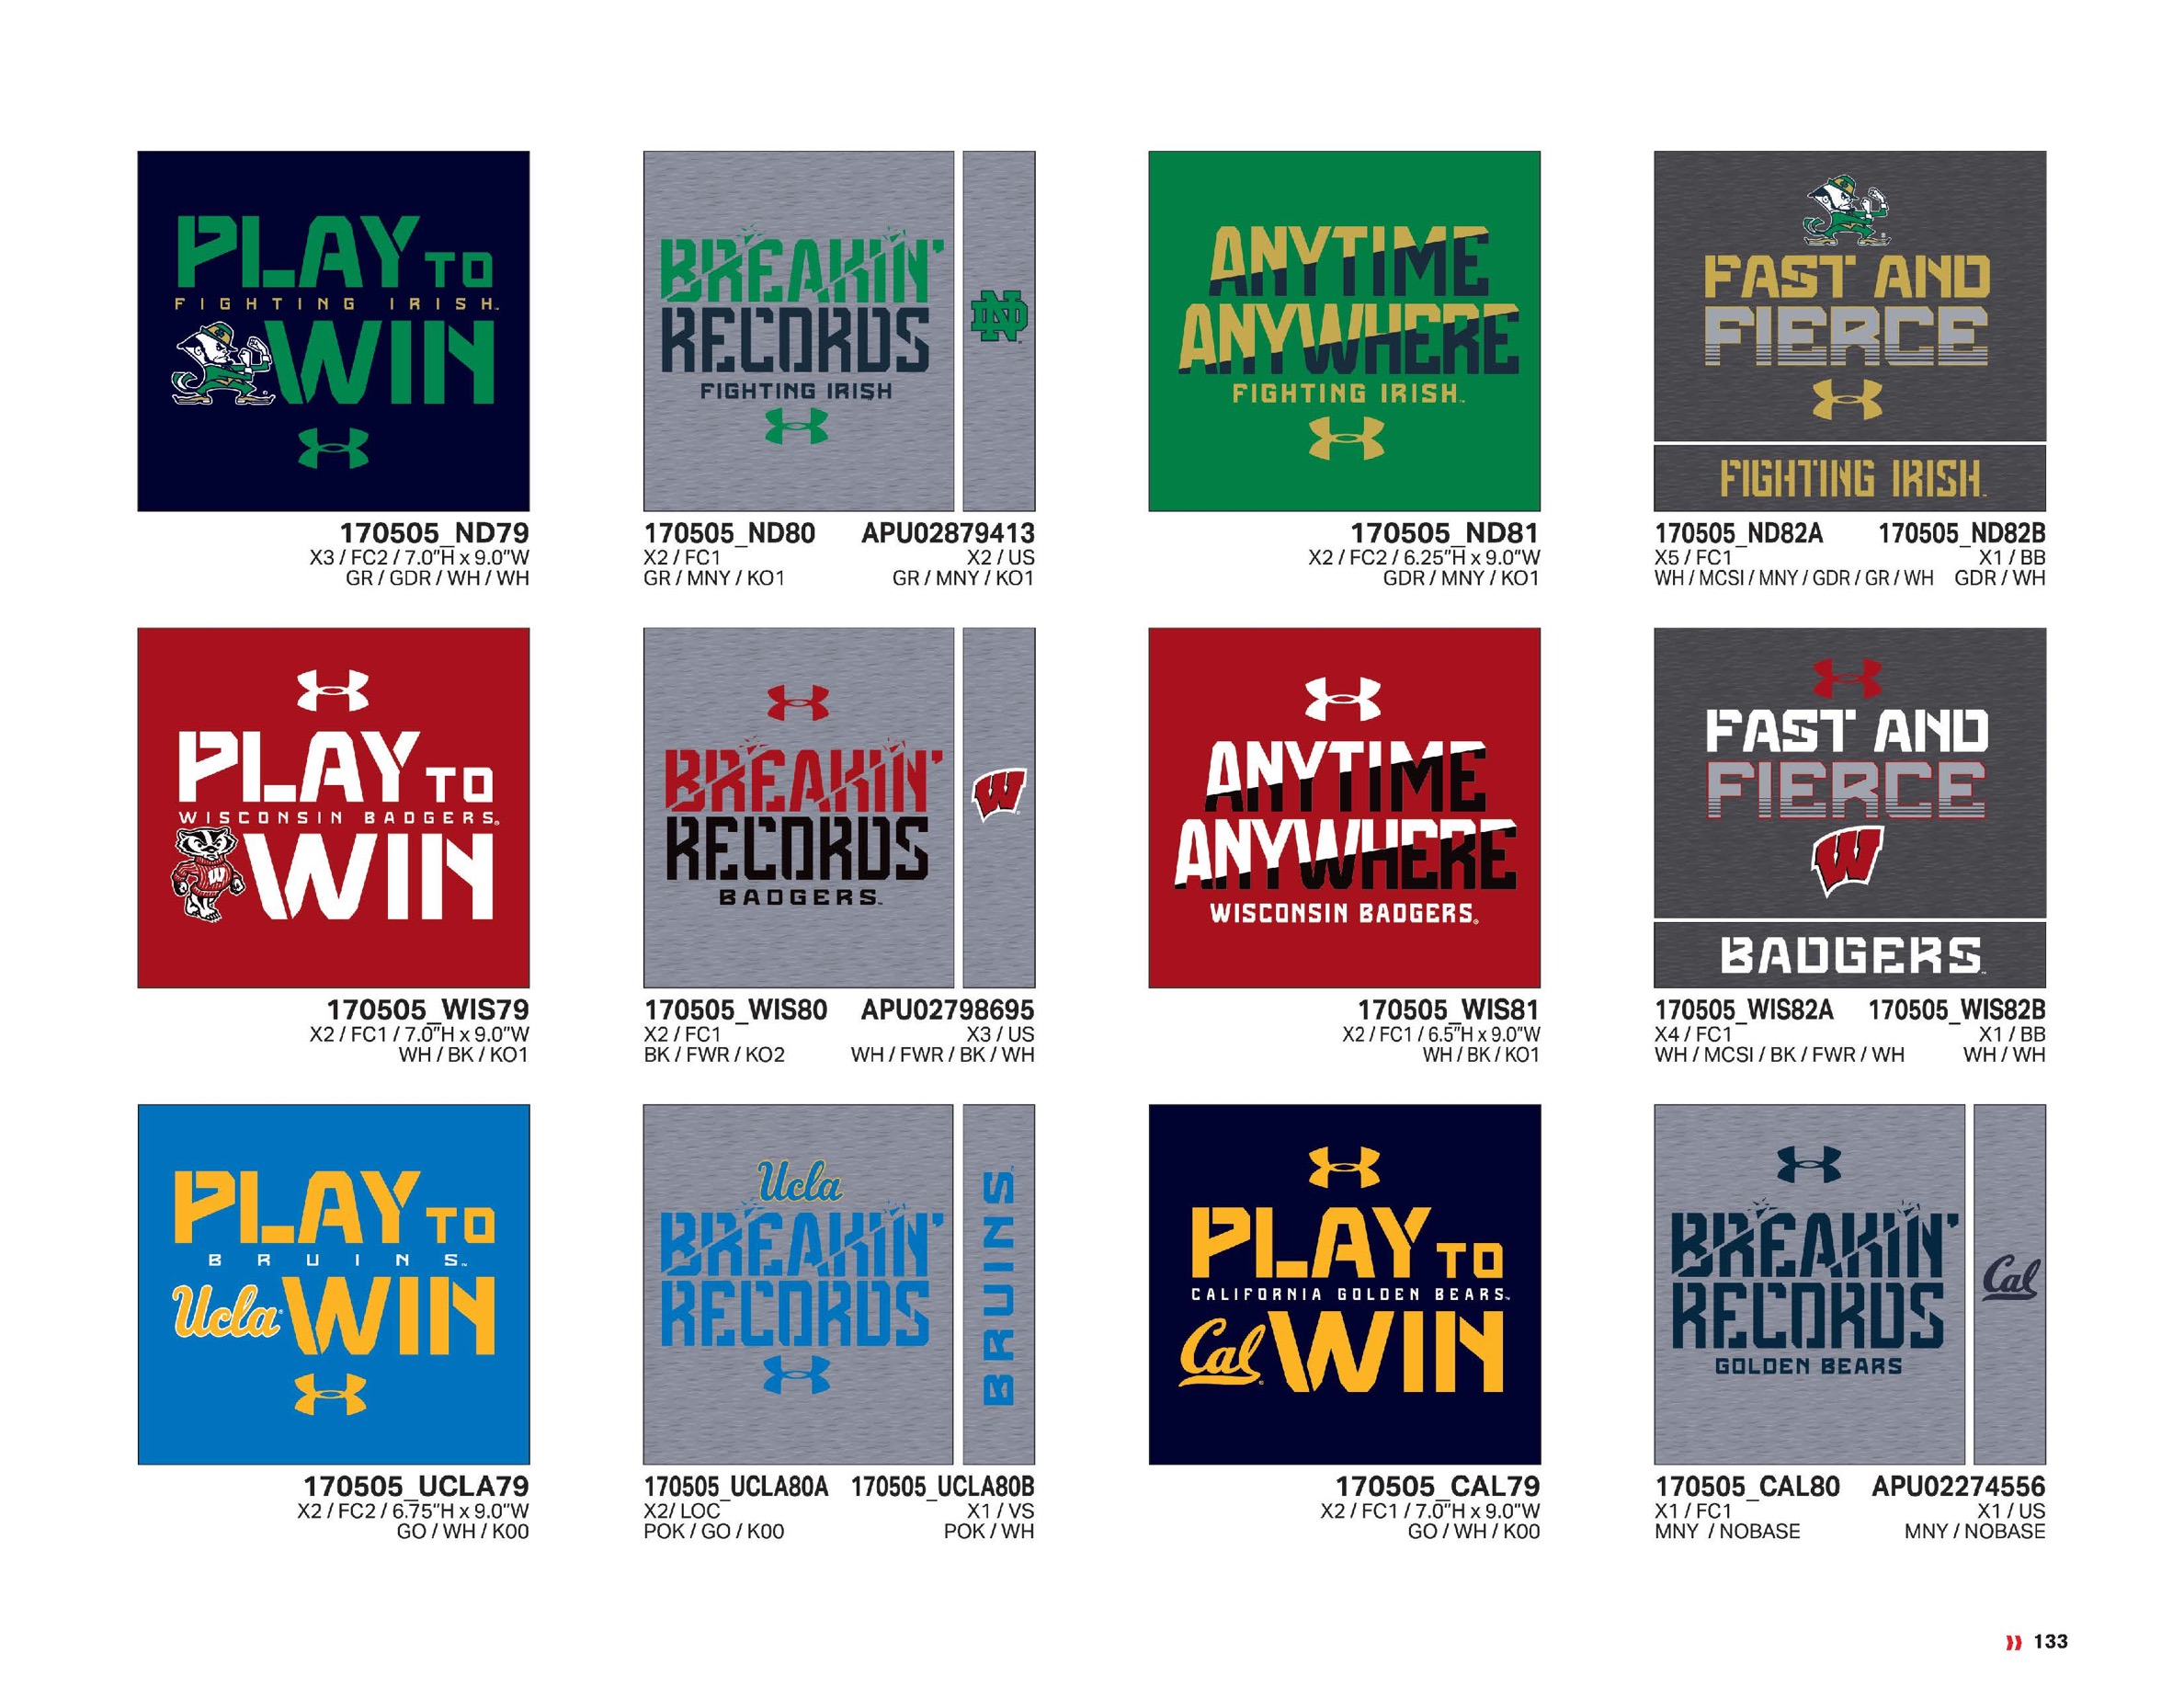 PLAY TO
FIGHTING IRISH™
WIN
170505_ND79
X3 / FC2 / 7.0"H x 9.0"W
GR / GDR / WH / WH
BREAKIN'
RECORDS
FIGHTING IRISH
ND
170505_ND80 APU02879413
X2 / FC1 X2 / US
GR / MNY / KO1 GR / MNY / KO1
ANYTIME
ANYWHERE
FIGHTING IRISH™
170505_ND81
X2 / FC2 / 6.25"H x 9.0"W
GDR / MNY / KO1
FAST AND
FIERCE
FIGHTING IRISH
170505_ND82A 170505_ND82B
X5 / FC1 X1 / BB
WH / MCSI / MNY / GDR / GR / WH GDR / WH
PLAY TO
WISCONSIN BADGERS®
W
WIN
170505_WIS79
X2 / FC1 / 7.0"H x 9.0"W
WH / BK / KO1
BREAKIN'
RECORDS
BADGERS™
W
170505_WIS80 APU02798695
X2 / FC1 X3 / US
BK / FWR / KO2 WH / FWR / BK / WH
ANYTIME
ANYWHERE
WISCONSIN BADGERS®
170505_WIS81
X2 / FC1 / 6.5"H x 9.0"W
WH / BK / KO1
FAST AND
FIERCE
W
BADGERS
170505_WIS82A 170505_WIS82B
X4 / FC1 X1 / BB
WH / MCSI / BK / FWR / WH WH / WH
PLAY TO
BRUINS™
Ucla WIN
170505_UCLA79
X2 / FC2 / 6.75"H x 9.0"W
GO / WH / K00
Ucla
BREAKIN'
RECORDS
BRUINS
170505_UCLA80A 170505_UCLA80B
X2/ LOC X1 / VS
POK / GO / K00 POK / WH
PLAY TO
CALIFORNIA GOLDEN BEARS™
Cal WIN
170505_CAL79
X2 / FC1 / 7.0"H x 9.0"W
GO / WH / K00
BREAKIN'
RECORDS
GOLDEN BEARS
Cal
170505_CAL80 APU02274556
X1 / FC1 X1 / US
MNY / NOBASE MNY / NOBASE
133